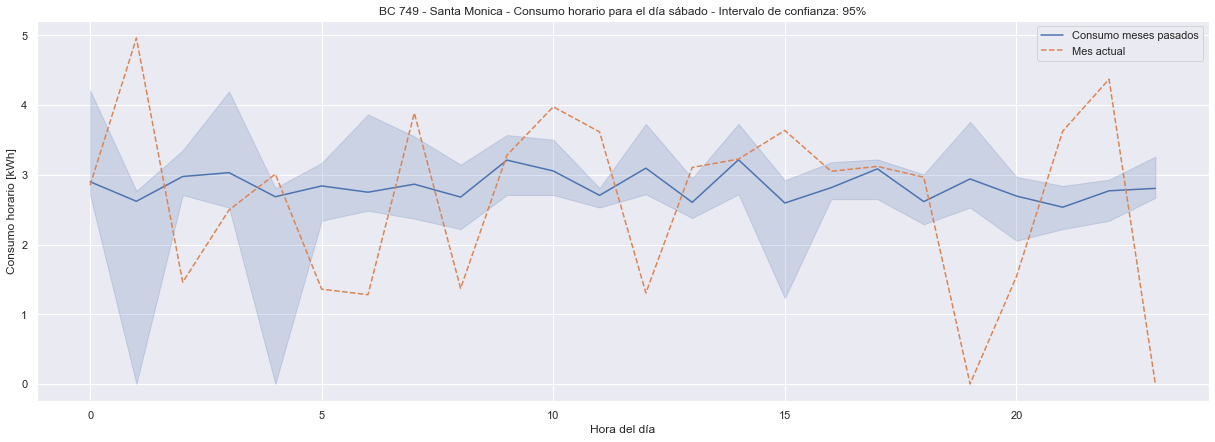 BC 749 - Santa Monica - Consumo horario para el día sábado - Intervalo de confianza: 95%
Consumo meses pasados
Mes actual
Consumo horario [kWh]
5
4
3
2
1
0
0
5
10
15
20
Hora del día